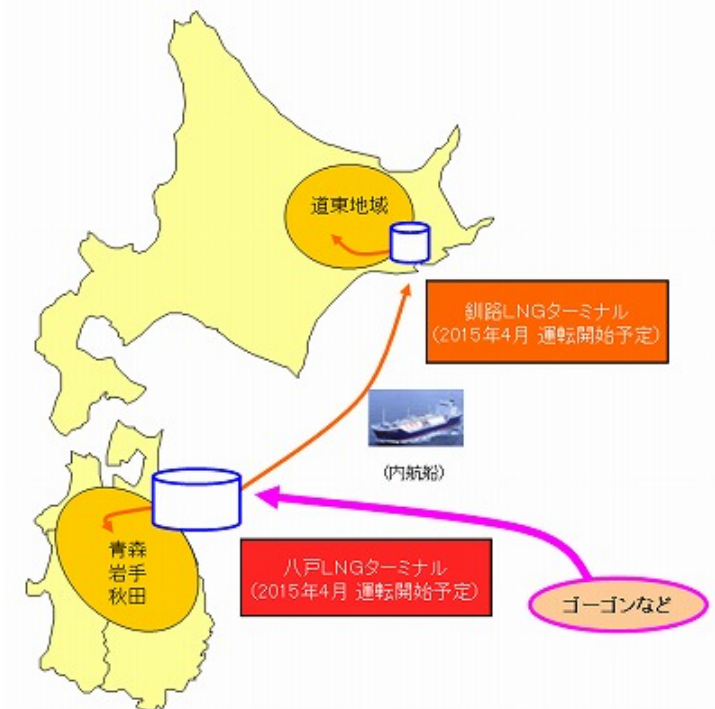 道東地域
釧路LNGターミナル
(2015年4月 運転開始予定)
(内航船)
青森
岩手
秋田
八戸LNGターミナル
(2015年4月 運転開始予定)
ゴーゴンなど